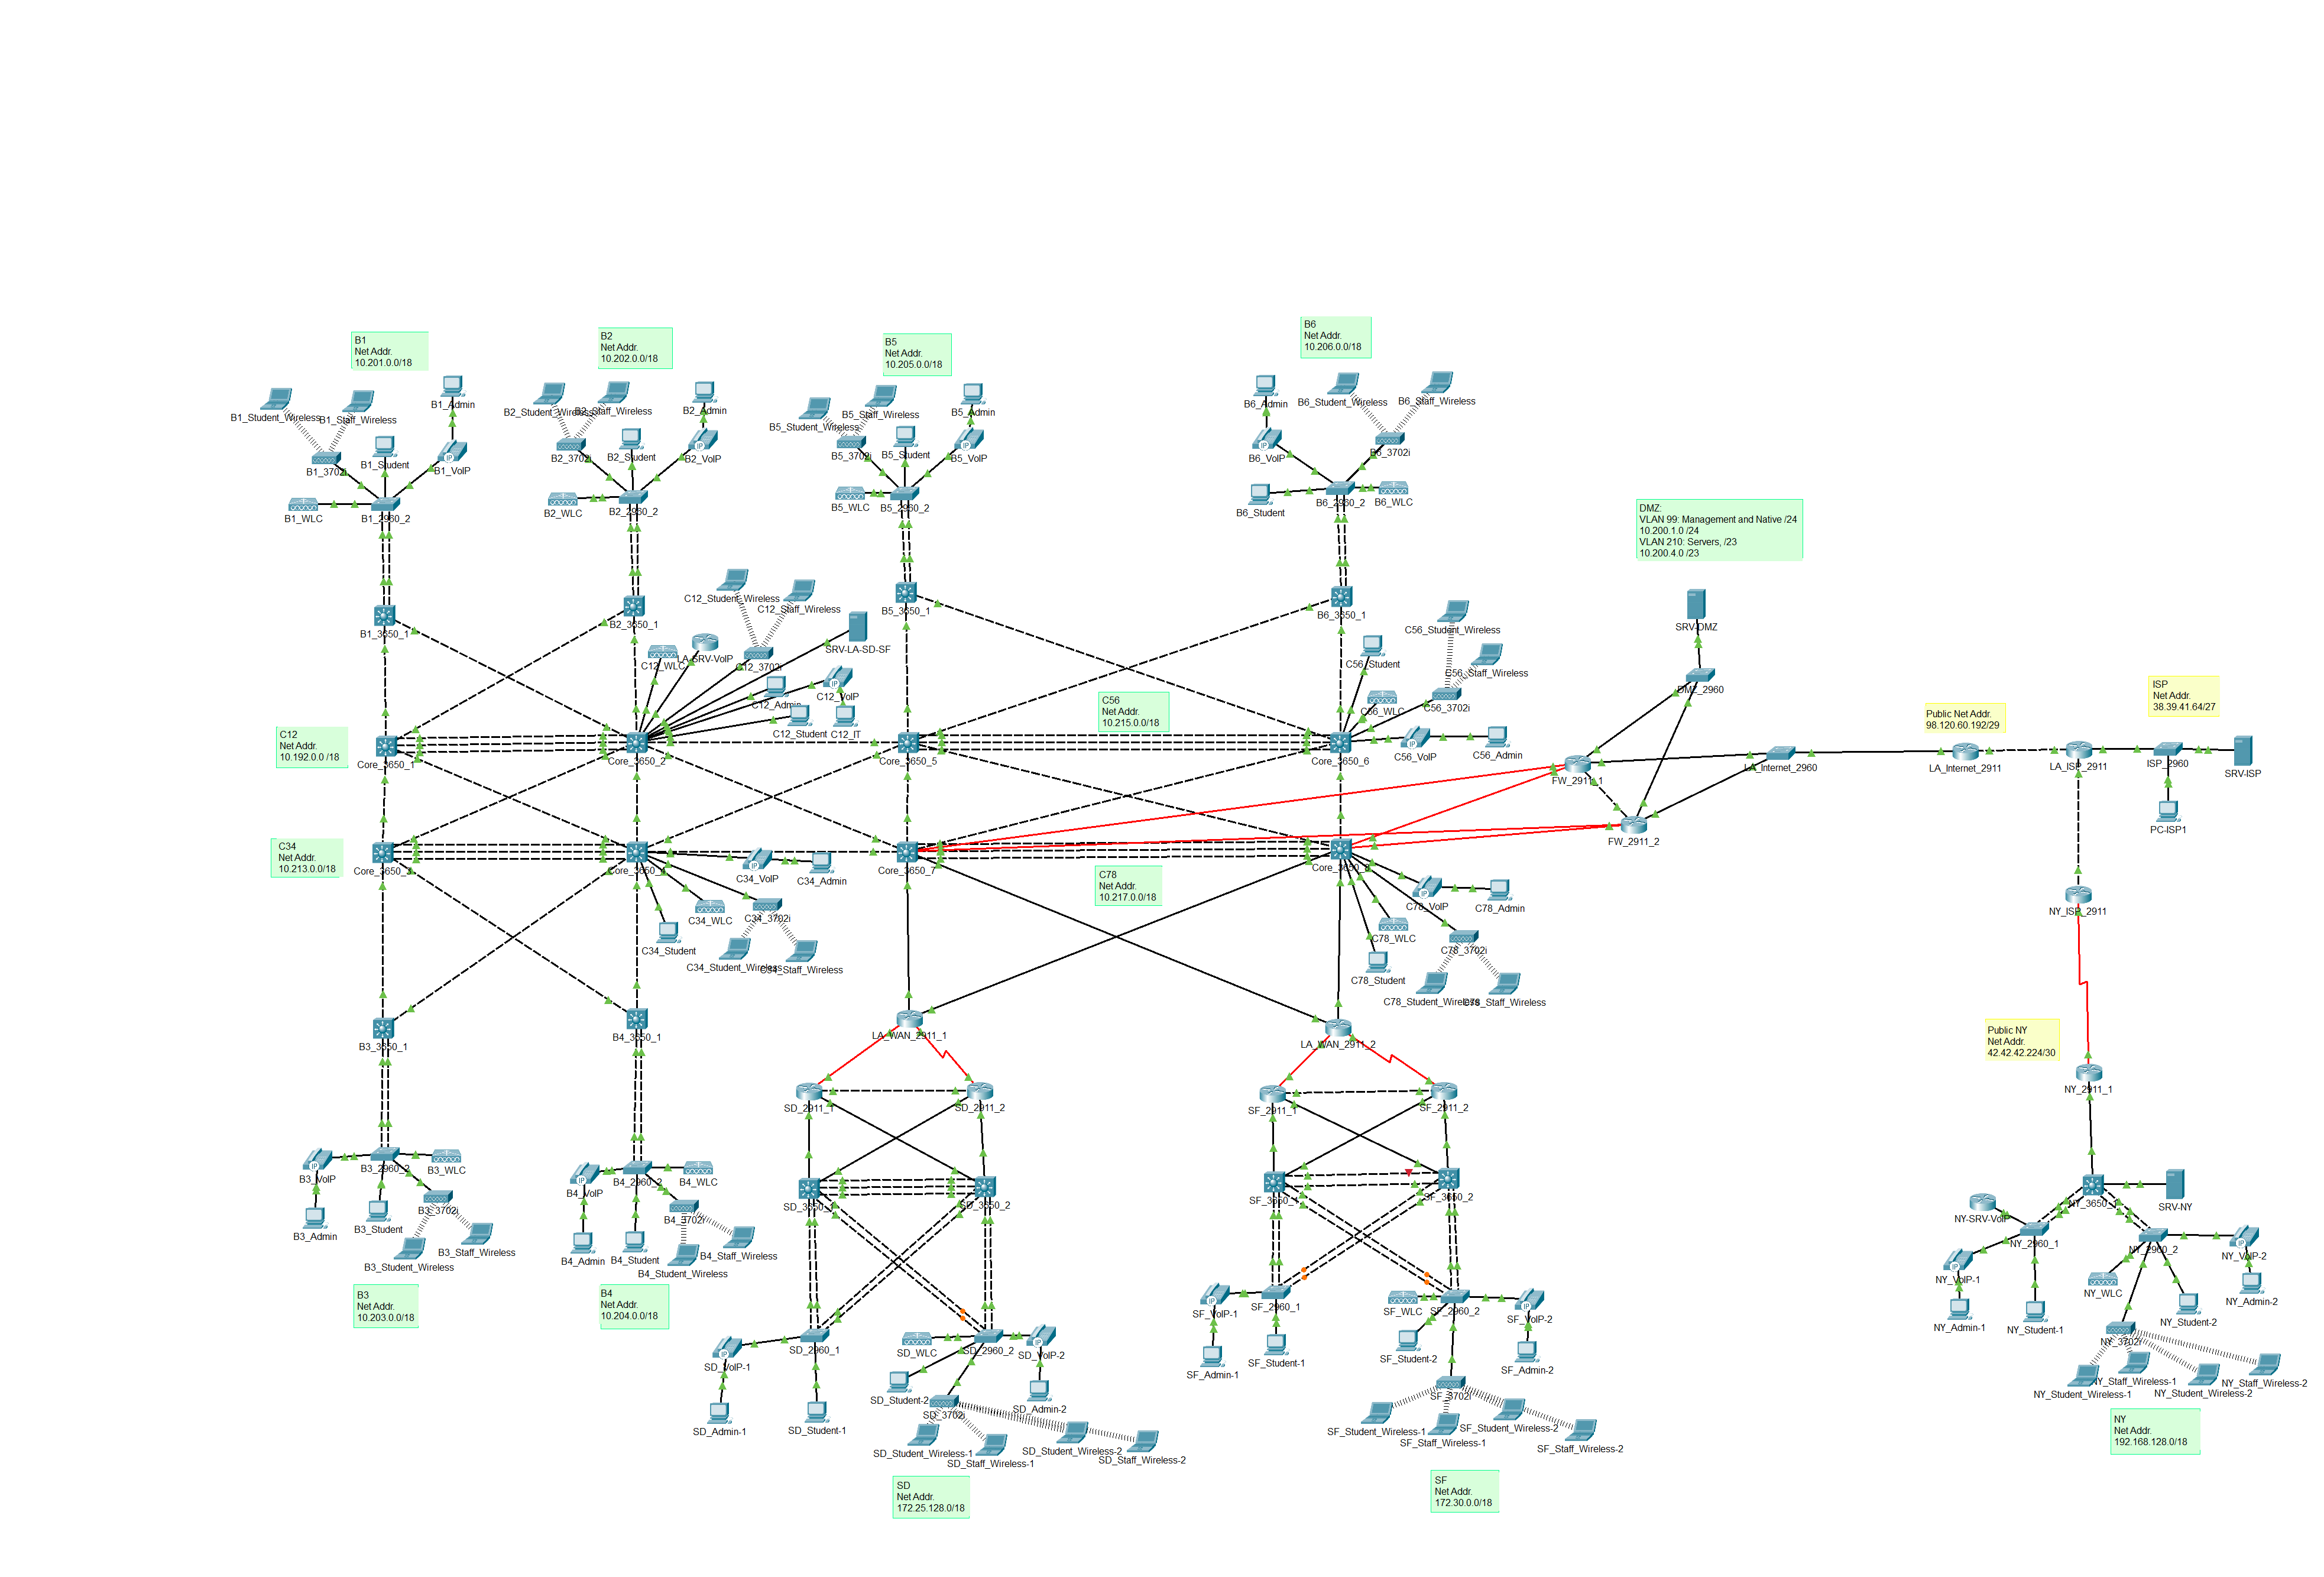 B1
Net Addr.
10.201.0.0/18
B2
Net Addr.
10.202.0.0/18
B5
Net Addr.
10.205.0.0/18
B6
Net Addr.
10.206.0.0/18
B1_Student_Wireless
B1_Staff_Wireless
B1_Admin
B1_3702i
B1_Student
B1_VoIP
B1_WLC
B1_2960_2
B2_Student_Wireless
B2_Staff_Wireless
B2_Admin
B2_3702i
B2_Student
B2_VoIP
B2_WLC
B2_2960_2
B5_Student_Wireless
B5_Staff_Wireless
B5_Admin
B5_3702i
B5_Student
B5_VoIP
B5_WLC
B5_2960_2
B6_Admin
B6_Student_Wireless
B6_Staff_Wireless
B6_VoIP
B6_3702i
B6_Student
B6_2960_2
B6_WLC
DMZ:
VLAN 99: Management and Native /24
10.200.1.0 /24
VLAN 210: Servers, /23
10.200.4.0 /23
B1_3650_1
B2_3650_1
B5_3650_1
B6_3650_1
C12_Student_Wireless
C12_Staff_Wireless
C12_WLC
LA-SRV-VoIP
C12_3702i
SRV-LA-SD-SF
C12_Admin
C12_VoIP
C12_Student
C12_IT
C56_Student_Wireless
C56_Student
C56_Staff_Wireless
C56_WLC
C56_3702i
C56_VoIP
C56_Admin
SRV-DMZ
DMZ_2960
C12
Net Addr.
10.192.0.0 /18
C56
Net Addr.
10.215.0.0/18
Public Net Addr.
98.120.60.192/29
ISP
Net Addr.
38.39.41.64/27
Core_3650_1
Core_3650_2
Core_3650_5
Core_3650_6
FW_2911_1
LA_Internet_2960
LA_Internet_2911
LA_ISP_2911
ISP_2960
SRV-ISP
PC-ISP1
FW_2911_2
C34
Net Addr.
10.213.0.0/18
Core_3650_3
Core_3650_4
Core_3650_7
Core_3650_8
C78
Net Addr.
10.217.0.0/18
C34_VoIP
C34_Admin
C34_WLC
C34_3702i
C34_Student
C34_Student_Wireless
C34_Staff_Wireless
C78_VoIP
C78_Admin
C78_WLC
C78_3702i
C78_Student
C78_Student_Wireless
C78_Staff_Wireless
NY_ISP_2911
B3_3650_1
B4_3650_1
LA_WAN_2911_1
LA_WAN_2911_2
Public NY
Net Addr.
42.42.42.224/30
SD_2911_1
SD_2911_2
SF_2911_1
SF_2911_2
NY_2911_1
B3_VoIP
B3_2960_2
B3_WLC
B3_3702i
B3_Student
B3_Admin
B3_Staff_Wireless
B3_Student_Wireless
B4_VoIP
B4_2960_2
B4_WLC
B4_3702i
B4_Admin
B4_Student
B4_Staff_Wireless
B4_Student_Wireless
B3
Net Addr.
10.203.0.0/18
B4
Net Addr.
10.204.0.0/18
SD_3650_1
SD_3650_2
SF_3650_1
SF_3650_2
NY_3650_1
SRV-NY
NY-SRV-VoIP
NY_2960_1
NY_2960_2
NY_VoIP-1
NY_VoIP-2
NY_WLC
NY_Admin-1
NY_Student-1
NY_Student-2
NY_Admin-2
NY_3702i
NY_Student_Wireless-1
NY_Staff_Wireless-1
NY_Student_Wireless-2
NY_Staff_Wireless-2
SD_VoIP-1
SD_2960_1
SD_WLC
SD_2960_2
SD_VoIP-2
SD_Student-2
SD_Admin-2
SD_Admin-1
SD_Student-1
SD_3702i
SD_Student_Wireless-1
SD_Staff_Wireless-1
SD_Student_Wireless-2
SD_Staff_Wireless-2
SF_VoIP-1
SF_2960_1
SF_WLC
SF_2960_2
SF_VoIP-2
SF_Admin-1
SF_Student-1
SF_Student-2
SF_Admin-2
SF_3702i
SF_Student_Wireless-1
SF_Staff_Wireless-1
SF_Student_Wireless-2
SF_Staff_Wireless-2
SD
Net Addr.
172.25.128.0/18
SF
Net Addr.
172.30.0.0/18
NY
Net Addr.
192.168.128.0/18